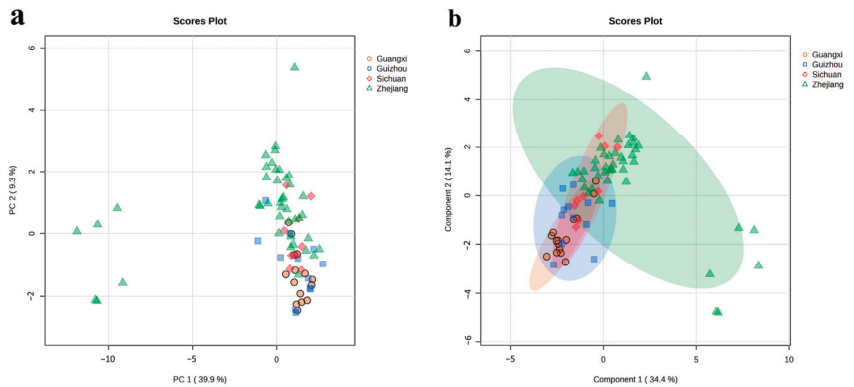 a
Scores Plot
6
4
2
0
−2
−10
−5
0
PC 2 ( 9.3 %)
PC 1 ( 39.9 %)
Guangxi
Guizhou
Sichuan
Zhejiang
b
Scores Plot
6
4
2
0
−2
−4
−6
−5
0
5
10
Component 2 ( 14.1 %)
Component 1 ( 34.4 %)
Guangxi
Guizhou
Sichuan
Zhejiang